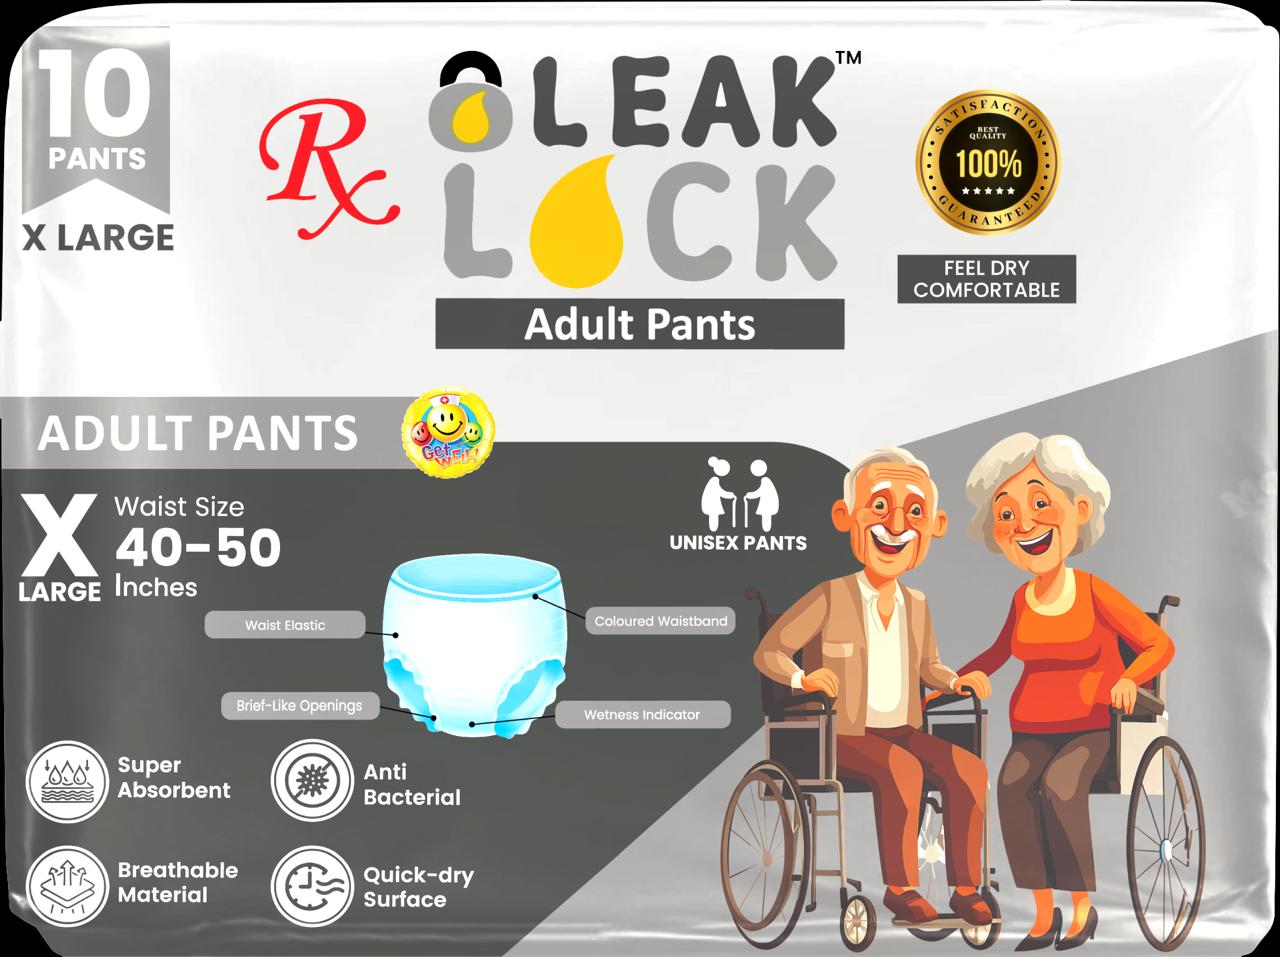 10
PANTS
X LARGE
Rx
LEAK™
LOCK
Adult Pants
SATISFACTION
BEST
QUALITY
100%
GUARANTEED
FEEL DRY
COMFORTABLE
ADULT PANTS
Get
WELL!
X
LARGE
Waist Size
40-50
Inches
UNISEX PANTS
Waist Elastic
Coloured Waistband
Brief-Like Openings
Wetness Indicator
Super
Absorbent
Anti
Bacterial
Breathable
Material
Quick-dry
Surface